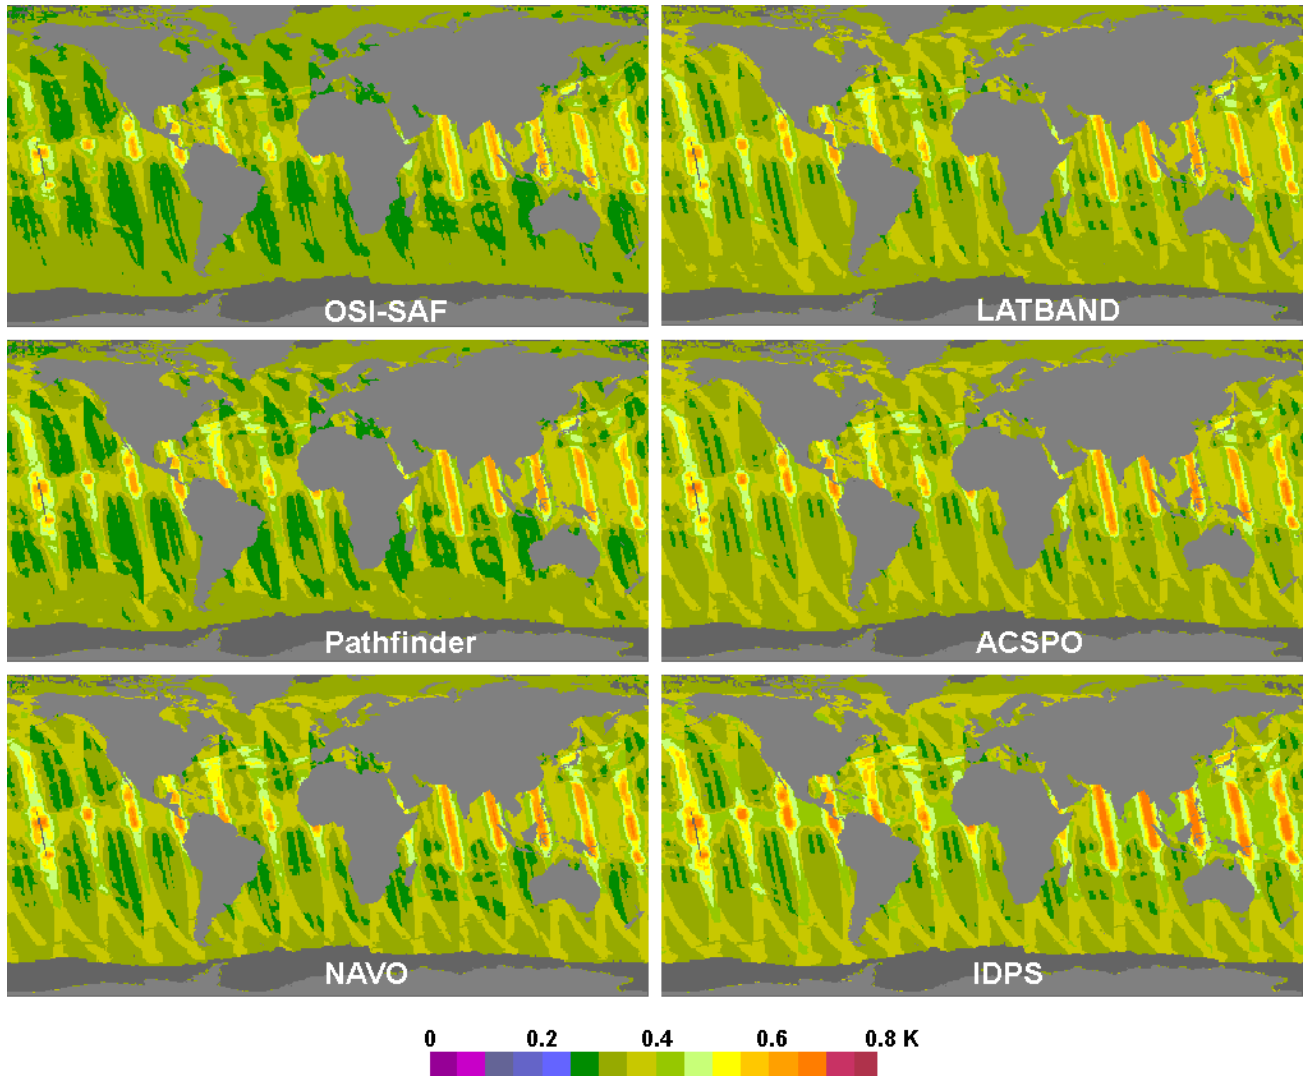 OSI-SAF
LATBAND
Pathfinder
ACSPO
NAVO
IDPS
0 0.2 0.4 0.6 0.8 K